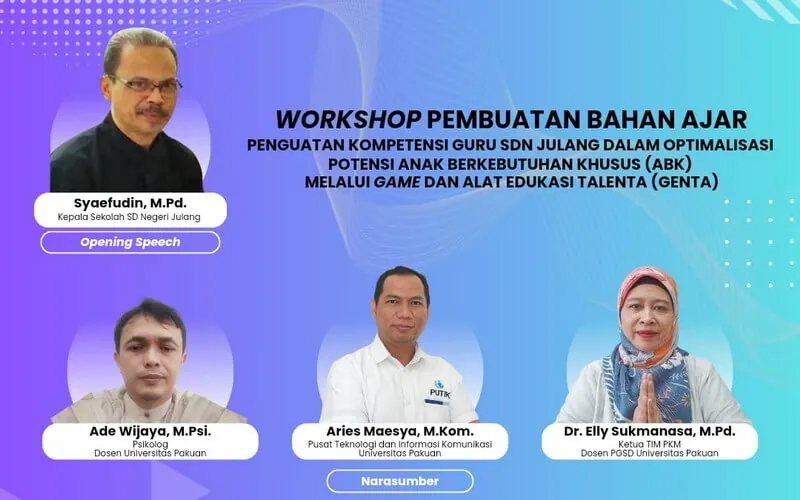 WORKSHOP PEMBUATAN BAHAN AJAR
PENGUATAN KOMPETENSI GURU SDN JULANG DALAM OPTIMALISASI
POTENSI ANAK BERKEBUTUHAN KHUSUS (ABK)
MELALUI GAME DAN ALAT EDUKASI TALENTA (GENTA)
Syaefudin, M.Pd.
Kepala Sekolah SD Negeri Julang
Opening Speech
PUTIK
Ade Wijaya, M.Psi.
Psikolog
Dosen Universitas Pakuan
Aries Maesya, M.Kom.
Pusat Teknologi dan Informasi Komunikasi
Universitas Pakuan
Dr. Elly Sukmanasa, M.Pd.
Ketua TIM PKM
Dosen PGSD Universitas Pakuan
Narasumber